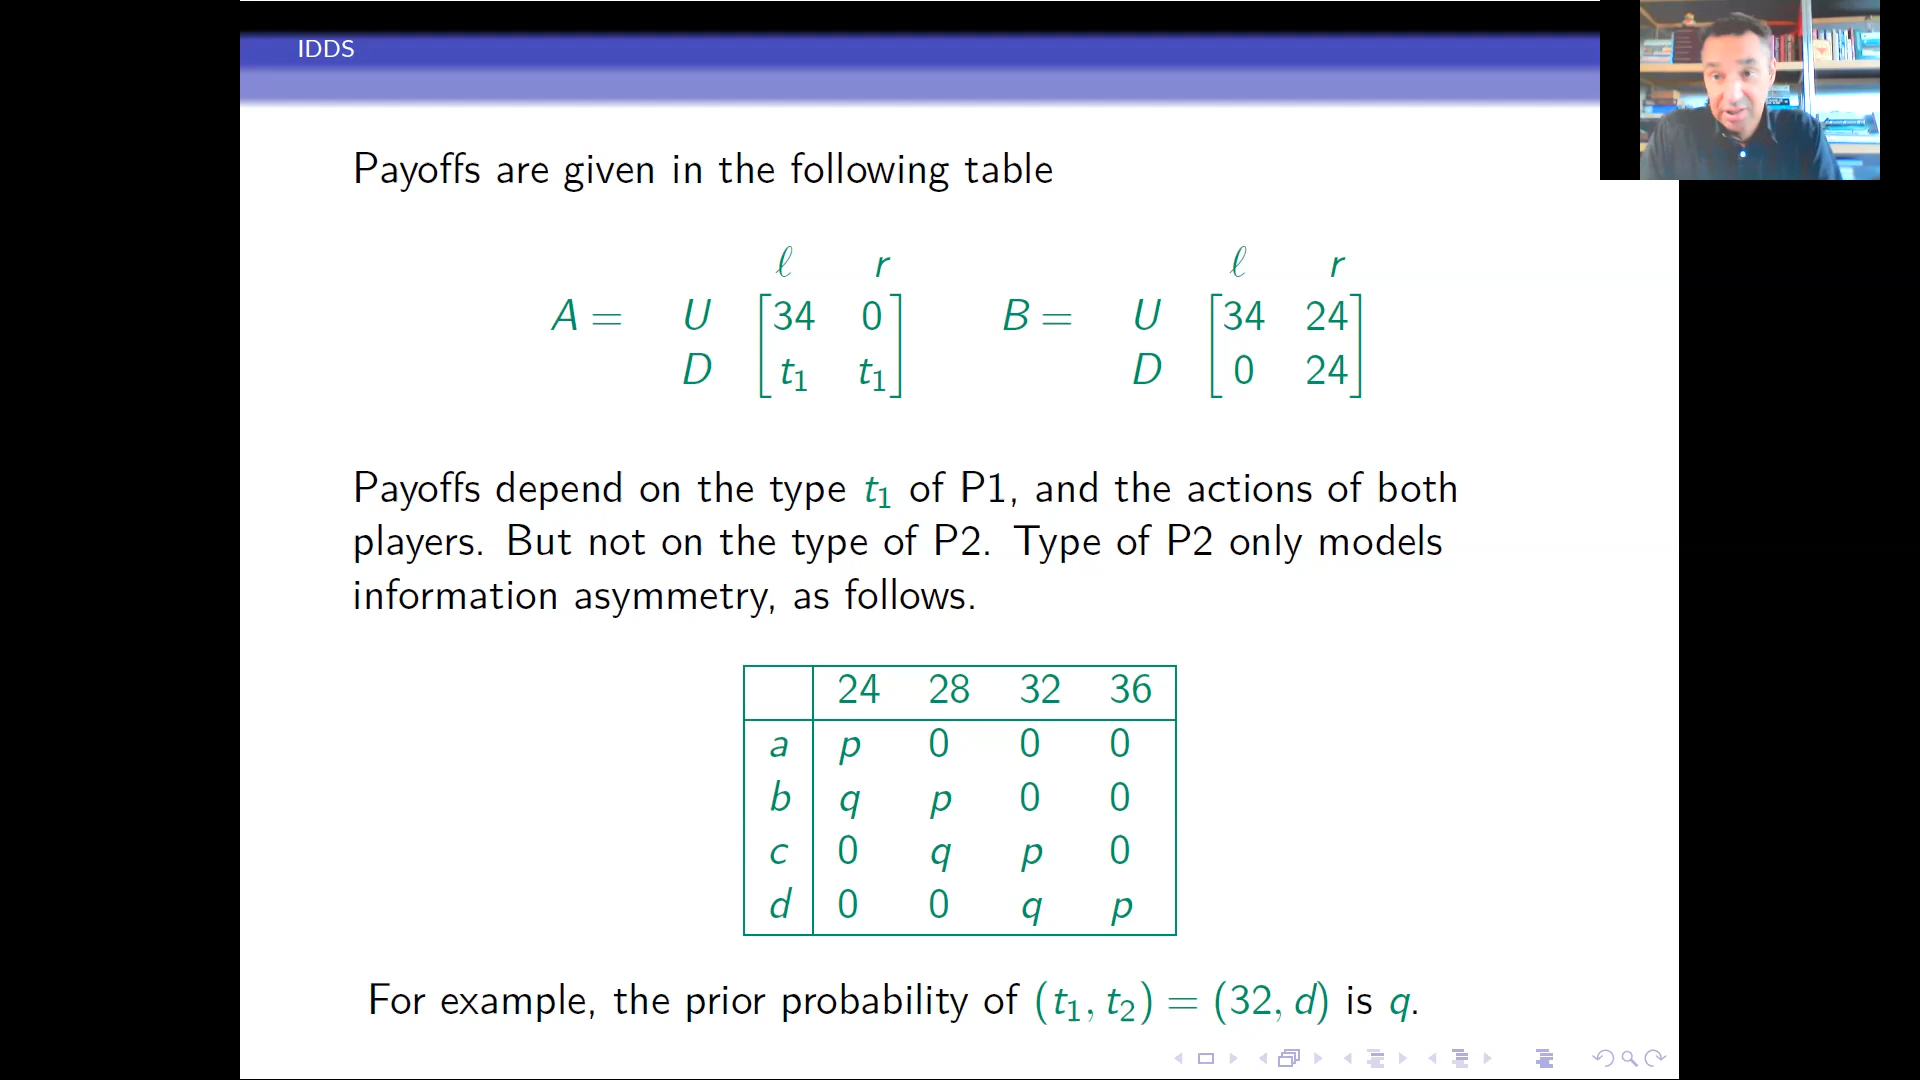 IDDS
Payoffs are given in the following table
ℓ r ℓ r
A = U [34 0] B = U [34 24]
D [t₁ t₁] D [0 24]
Payoffs depend on the type t₁ of P1, and the actions of both
players. But not on the type of P2. Type of P2 only models
information asymmetry, as follows.
24 28 32 36
a p 0 0 0
b q p 0 0
c 0 q p 0
d 0 0 q p
For example, the prior probability of (t₁, t₂) = (32, d) is q.